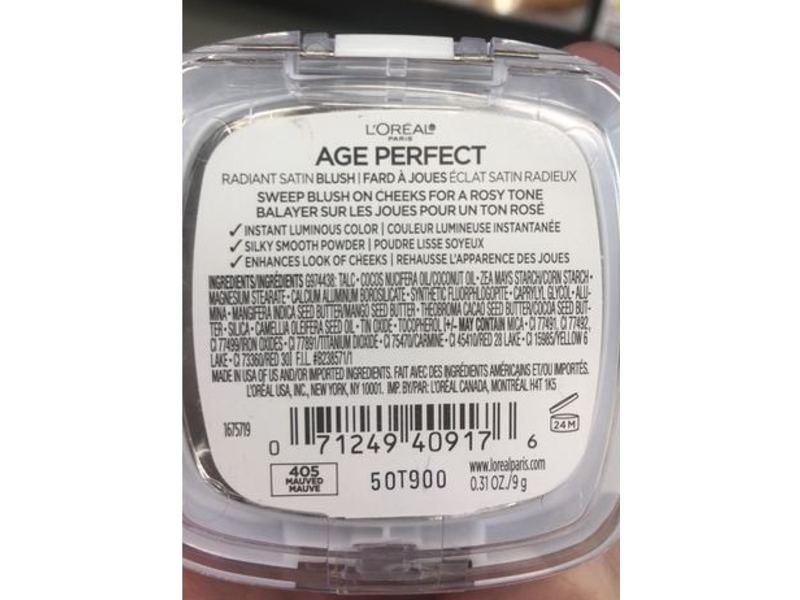 L'ORÉAL®
PARIS
AGE PERFECT
RADIANT SATIN BLUSH | FARD À JOUES ÉCLAT SATIN RADIEUX
SWEEP BLUSH ON CHEEKS FOR A ROSY TONE
BALAYER SUR LES JOUES POUR UN TON ROSÉ
✓ INSTANT LUMINOUS COLOR | COULEUR LUMINEUSE INSTANTANÉE
✓ SILKY SMOOTH POWDER | POUDRE LISSE SOYEUX
✓ ENHANCES LOOK OF CHEEKS | REHAUSSE L'APPARENCE DES JOUES
INGREDIENTS/INGRÉDIENTS G974438: TALC • COCOS NUCIFERA OIL/COCONUT OIL • ZEA MAYS STARCH/CORN STARCH •
MAGNESIUM STEARATE • CALCIUM ALUMINUM BOROSILICATE • SYNTHETIC FLUORPHLOGOPITE • CAPRYLYL GLYCOL • ALU-
MINA • MANGIFERA INDICA SEED BUTTER/MANGO SEED BUTTER • THEOBROMA CACAO SEED BUTTER/COCOA SEED BUT-
TER • SILICA • CAMELLIA OLEIFERA SEED OIL • TIN OXIDE • TOCOPHEROL [+/- MAY CONTAIN MICA • CI 77491, CI 77492,
CI 77499/IRON OXIDES • CI 77891/TITANIUM DIOXIDE • CI 75470/CARMINE • CI 45410/RED 28 LAKE • CI 15985/YELLOW 6
LAKE • CI 73360/RED 30] F.I.L. #B238571/1
MADE IN USA OF US AND/OR IMPORTED INGREDIENTS. FAIT AVEC DES INGRÉDIENTS AMÉRICAINS ET/OU IMPORTÉS.
L'ORÉAL USA, INC., NEW YORK, NY 10001. IMP. BY/PAR: L'ORÉAL CANADA, MONTRÉAL H4T 1K5
1675719
24M
0 71249 40917 6
405
MAUVED
MAUVE
50T900
www.lorealparis.com
0.31 OZ./9 g